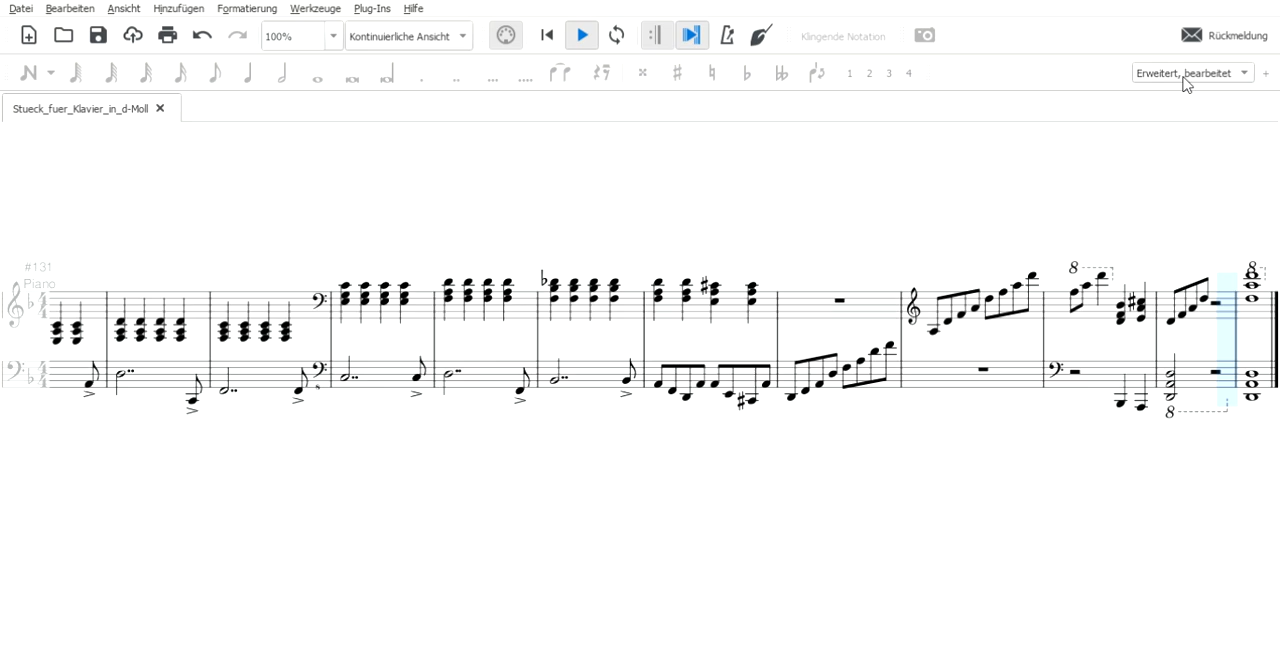 Datei Bearbeiten Ansicht Hinzufügen Formatierung Werkzeuge Plug-Ins Hilfe
100% Kontinuierliche Ansicht Klingende Notation Rückmeldung
1 2 3 4 Erweitert, bearbeitet +
Stueck_fuer_Klavier_in_d-Moll
#131
Piano
8 8
8